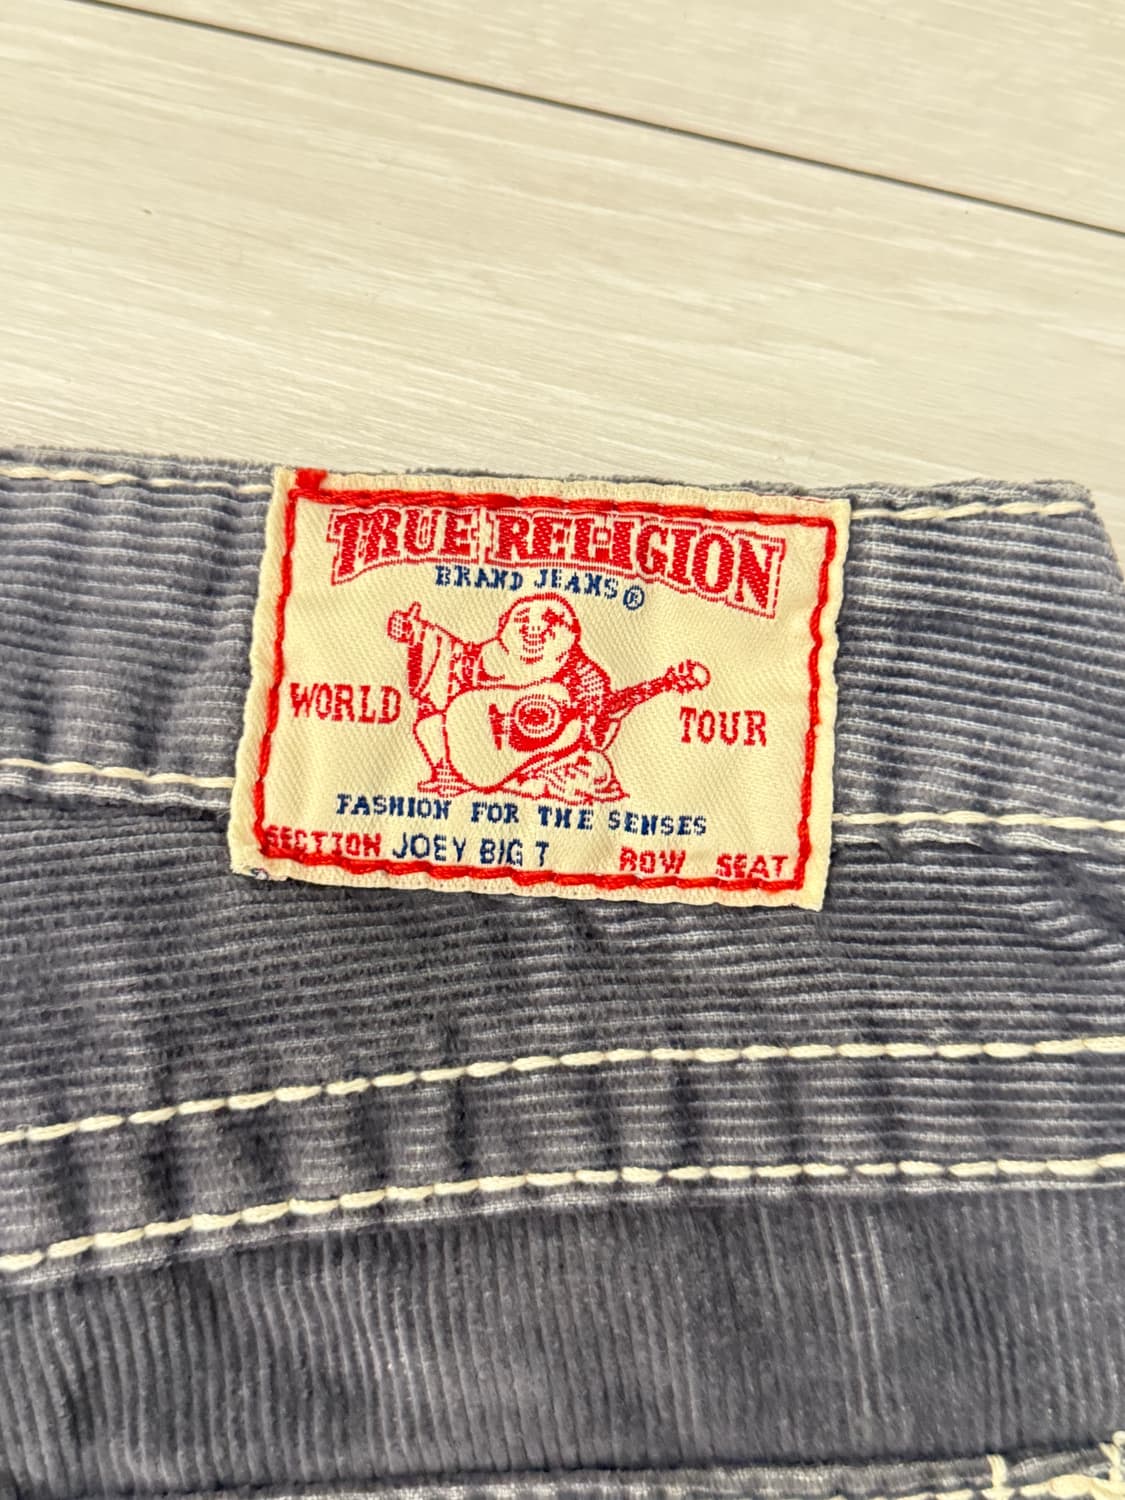 TRUE RELIGION
BRAND JEANS®
WORLD TOUR
FASHION FOR THE SENSES
SECTION JOEY BIG T ROW SEAT